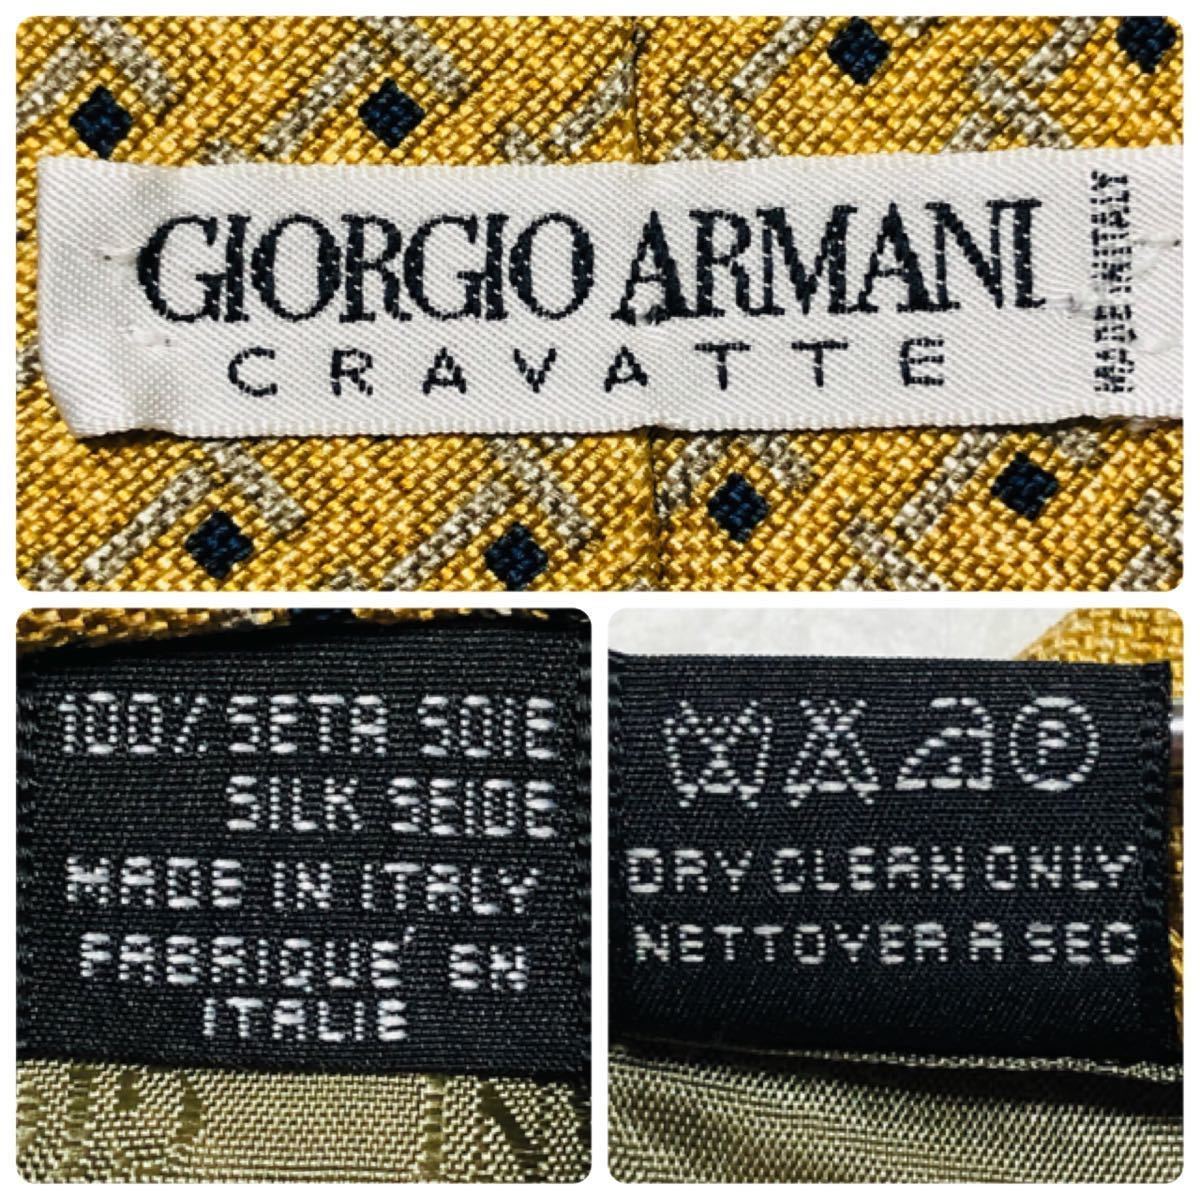 GIORGIO ARMANI
CRAVATTE
MADE IN ITALY
100% SETA SOIE
SILK SEIDE
MADE IN ITALY
FABRIQUE' EN
ITALIE
P
DRY CLEAN ONLY
NETTOYER A SEC